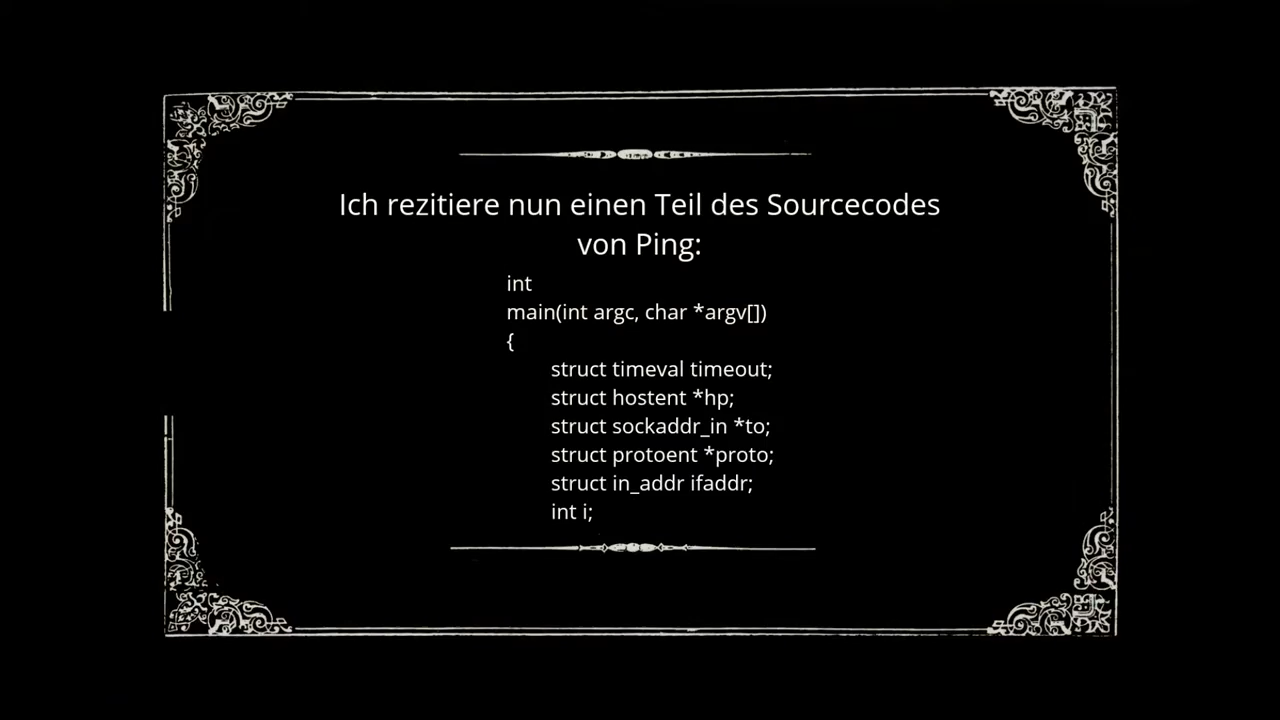 Ich rezitiere nun einen Teil des Sourcecodes
von Ping:
int
main(int argc, char *argv[])
{
struct timeval timeout;
struct hostent *hp;
struct sockaddr_in *to;
struct protoent *proto;
struct in_addr ifaddr;
int i;